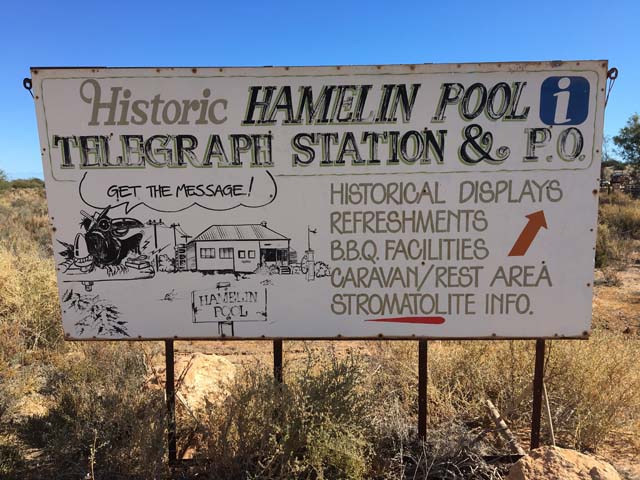 Historic HAMELIN POOL i
TELEGRAPH STATION & P.O.
GET THE MESSAGE!
HAMELIN
POOL
HISTORICAL DISPLAYS
REFRESHMENTS
B.B.Q. FACILITIES
CARAVAN/REST AREA
STROMATOLITE INFO.